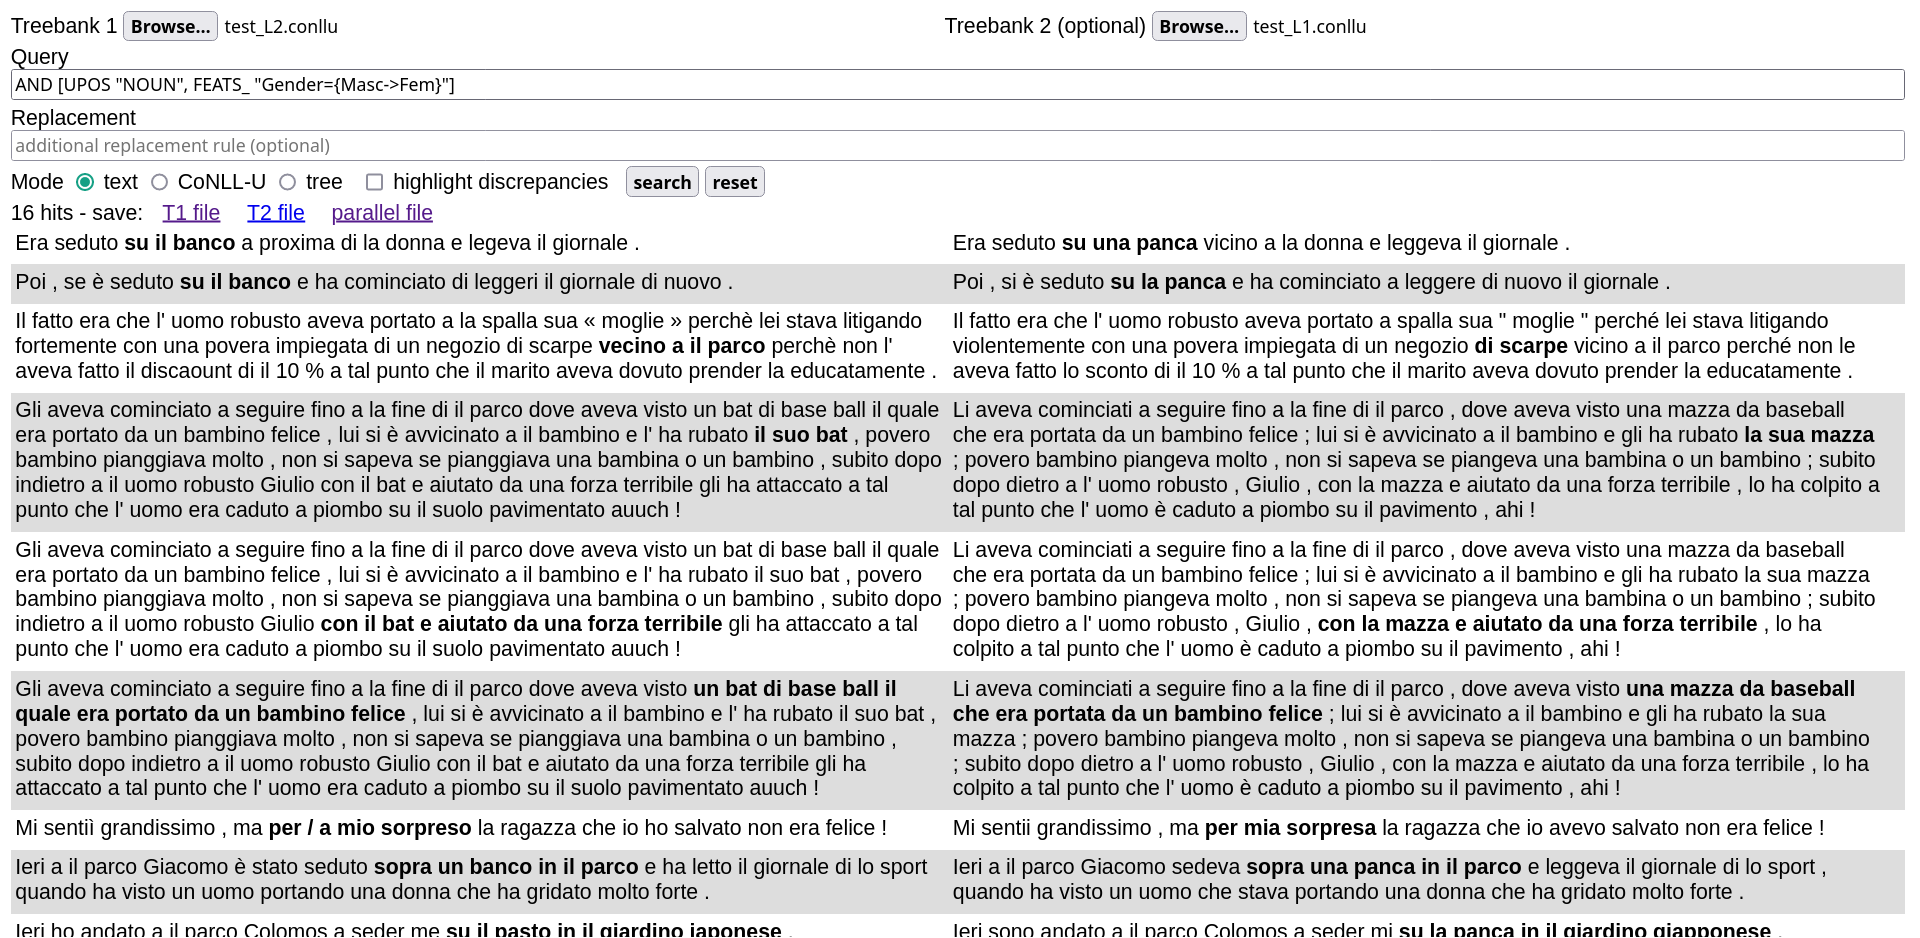 Treebank 1 Browse... test_L2.conllu Treebank 2 (optional) Browse... test_L1.conllu
Query
AND [UPOS "NOUN", FEATS_ "Gender={Masc->Fem}"]
Replacement
additional replacement rule (optional)
Mode text CoNLL-U tree highlight discrepancies search reset
16 hits - save: T1 file T2 file parallel file
Era seduto su il banco a proxima di la donna e legeva il giornale .
Era seduto su una panca vicino a la donna e leggeva il giornale .
Poi , se è seduto su il banco e ha cominciato di leggeri il giornale di nuovo .
Poi , si è seduto su la panca e ha cominciato a leggere di nuovo il giornale .
Il fatto era che l' uomo robusto aveva portato a la spalla sua « moglie » perchè lei stava litigando
fortemente con una povera impiegata di un negozio di scarpe vecino a il parco perchè non l'
aveva fatto il discaount di il 10 % a tal punto che il marito aveva dovuto prender la educatamente .
Il fatto era che l' uomo robusto aveva portato a spalla sua " moglie " perché lei stava litigando
violentemente con una povera impiegata di un negozio di scarpe vicino a il parco perché non le
aveva fatto lo sconto di il 10 % a tal punto che il marito aveva dovuto prender la educatamente .
Gli aveva cominciato a seguire fino a la fine di il parco dove aveva visto un bat di base ball il quale
era portato da un bambino felice , lui si è avvicinato a il bambino e l' ha rubato il suo bat , povero
bambino pianggiava molto , non si sapeva se pianggiava una bambina o un bambino , subito dopo
indietro a il uomo robusto Giulio con il bat e aiutato da una forza terribile gli ha attaccato a tal
punto che l' uomo era caduto a piombo su il suolo pavimentato auuch !
Li aveva cominciati a seguire fino a la fine di il parco , dove aveva visto una mazza da baseball
che era portata da un bambino felice ; lui si è avvicinato a il bambino e gli ha rubato la sua mazza
; povero bambino piangeva molto , non si sapeva se piangeva una bambina o un bambino ; subito
dopo dietro a l' uomo robusto , Giulio , con la mazza e aiutato da una forza terribile , lo ha colpito a
tal punto che l' uomo è caduto a piombo su il pavimento , ahi !
Gli aveva cominciato a seguire fino a la fine di il parco dove aveva visto un bat di base ball il quale
era portato da un bambino felice , lui si è avvicinato a il bambino e l' ha rubato il suo bat , povero
bambino pianggiava molto , non si sapeva se pianggiava una bambina o un bambino , subito dopo
indietro a il uomo robusto Giulio con il bat e aiutato da una forza terribile gli ha attaccato a tal
punto che l' uomo era caduto a piombo su il suolo pavimentato auuch !
Li aveva cominciati a seguire fino a la fine di il parco , dove aveva visto una mazza da baseball
che era portata da un bambino felice ; lui si è avvicinato a il bambino e gli ha rubato la sua mazza
; povero bambino piangeva molto , non si sapeva se piangeva una bambina o un bambino ; subito
dopo dietro a l' uomo robusto , Giulio , con la mazza e aiutato da una forza terribile , lo ha
colpito a tal punto che l' uomo è caduto a piombo su il pavimento , ahi !
Gli aveva cominciato a seguire fino a la fine di il parco dove aveva visto un bat di base ball il
quale era portato da un bambino felice , lui si è avvicinato a il bambino e l' ha rubato il suo bat ,
povero bambino pianggiava molto , non si sapeva se pianggiava una bambina o un bambino ,
subito dopo indietro a il uomo robusto Giulio con il bat e aiutato da una forza terribile gli ha
attaccato a tal punto che l' uomo era caduto a piombo su il suolo pavimentato auuch !
Li aveva cominciati a seguire fino a la fine di il parco , dove aveva visto una mazza da baseball
che era portata da un bambino felice ; lui si è avvicinato a il bambino e gli ha rubato la sua
mazza ; povero bambino piangeva molto , non si sapeva se piangeva una bambina o un bambino
; subito dopo dietro a l' uomo robusto , Giulio , con la mazza e aiutato da una forza terribile , lo ha
colpito a tal punto che l' uomo è caduto a piombo su il pavimento , ahi !
Mi sentiì grandissimo , ma per / a mio sorpreso la ragazza che io ho salvato non era felice !
Mi sentii grandissimo , ma per mia sorpresa la ragazza che io avevo salvato non era felice !
Ieri a il parco Giacomo è stato seduto sopra un banco in il parco e ha letto il giornale di lo sport
quando ha visto un uomo portando una donna che ha gridato molto forte .
Ieri a il parco Giacomo sedeva sopra una panca in il parco e leggeva il giornale di lo sport ,
quando ha visto un uomo che stava portando una donna che ha gridato molto forte .
Ieri ho andato a il parco Colomos a seder me su il pasto in il giardino japonese .
Ieri sono andato a il parco Colomos a seder mi su la panca in il giardino giapponese .